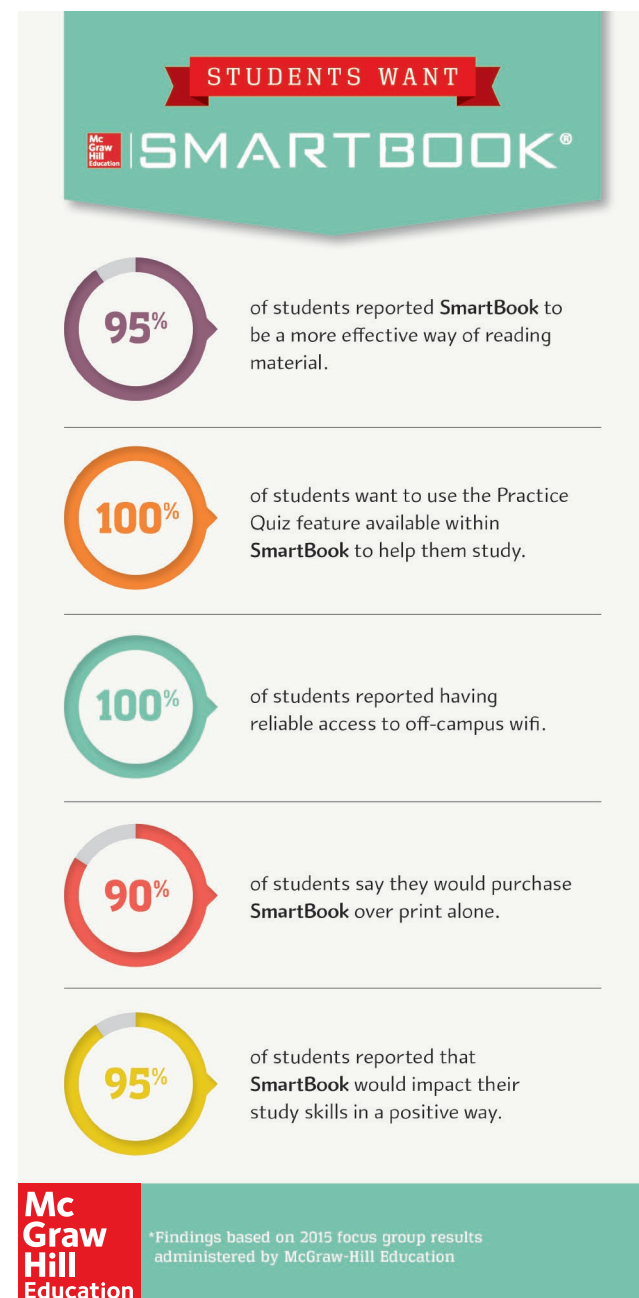 STUDENTS WANT
Mc
Graw
Hill
Education
SMARTBOOK®
95%
of students reported SmartBook to
be a more effective way of reading
material.
100%
of students want to use the Practice
Quiz feature available within
SmartBook to help them study.
100%
of students reported having
reliable access to off-campus wifi.
90%
of students say they would purchase
SmartBook over print alone.
95%
of students reported that
SmartBook would impact their
study skills in a positive way.
Mc
Graw
Hill
Education
*Findings based on 2015 focus group results
administered by McGraw-Hill Education